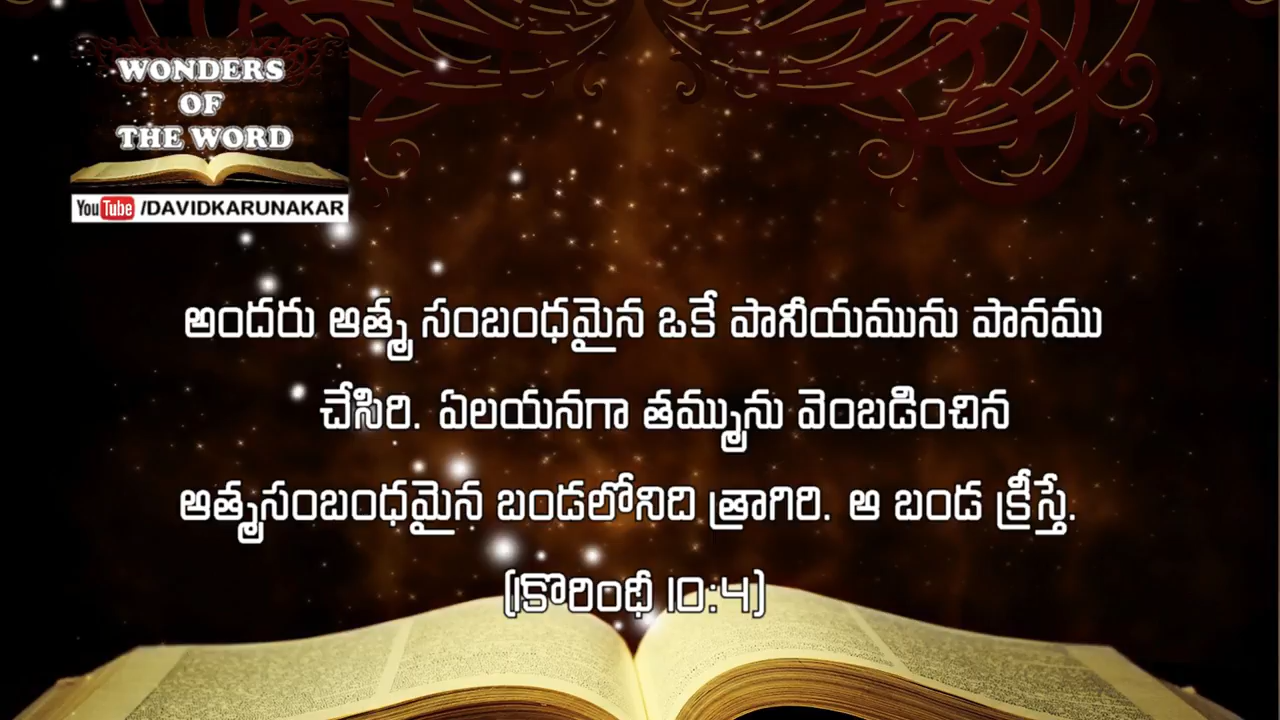 WONDERS
OF
THE WORD
YouTube /DAVIDKARUNAKAR
అందరు ఆత్మ సంబంధమైన ఒకే పానీయమును పానము
చేసిరి. ఏలయనగా తమ్మును వెంబడించిన
ఆత్మసంబంధమైన బండలోనిది త్రాగిరి. ఆ బండ క్రీస్తే.
(1కొరింథీ 10:4)